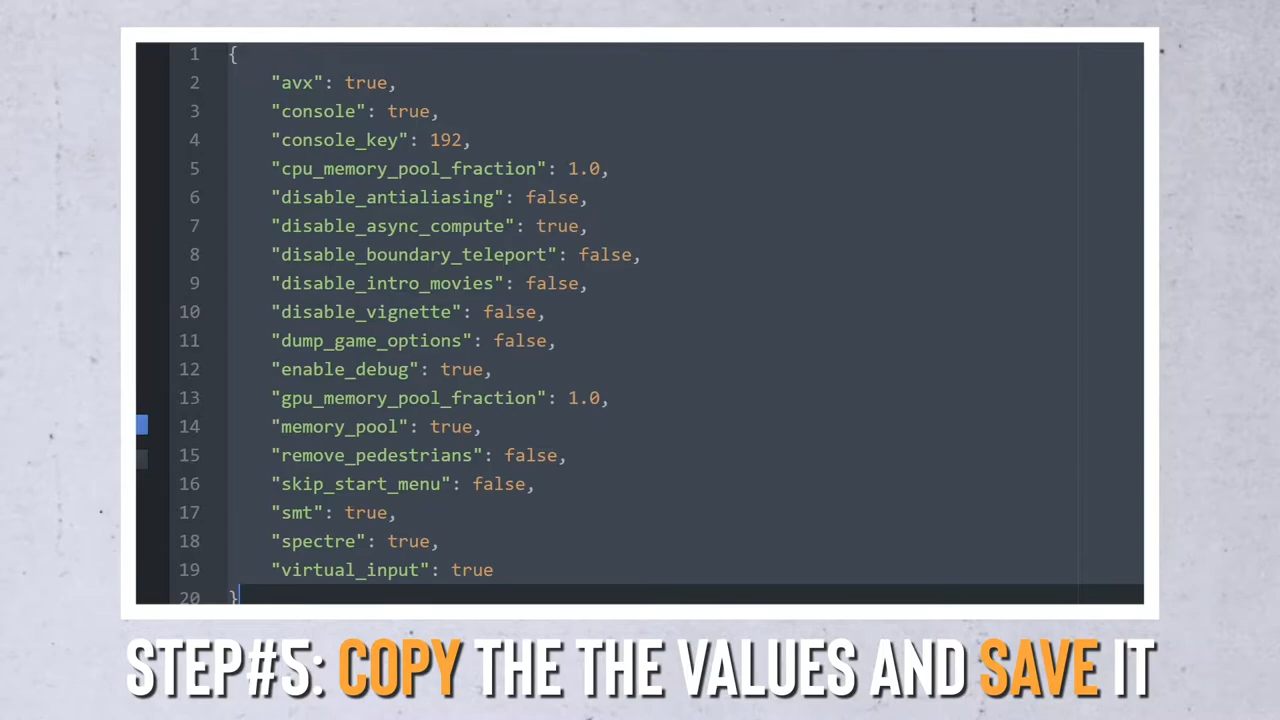 1 {
2 "avx": true,
3 "console": true,
4 "console_key": 192,
5 "cpu_memory_pool_fraction": 1.0,
6 "disable_antialiasing": false,
7 "disable_async_compute": true,
8 "disable_boundary_teleport": false,
9 "disable_intro_movies": false,
10 "disable_vignette": false,
11 "dump_game_options": false,
12 "enable_debug": true,
13 "gpu_memory_pool_fraction": 1.0,
14 "memory_pool": true,
15 "remove_pedestrians": false,
16 "skip_start_menu": false,
17 "smt": true,
18 "spectre": true,
19 "virtual_input": true
20 }
STEP#5: COPY THE THE VALUES AND SAVE IT